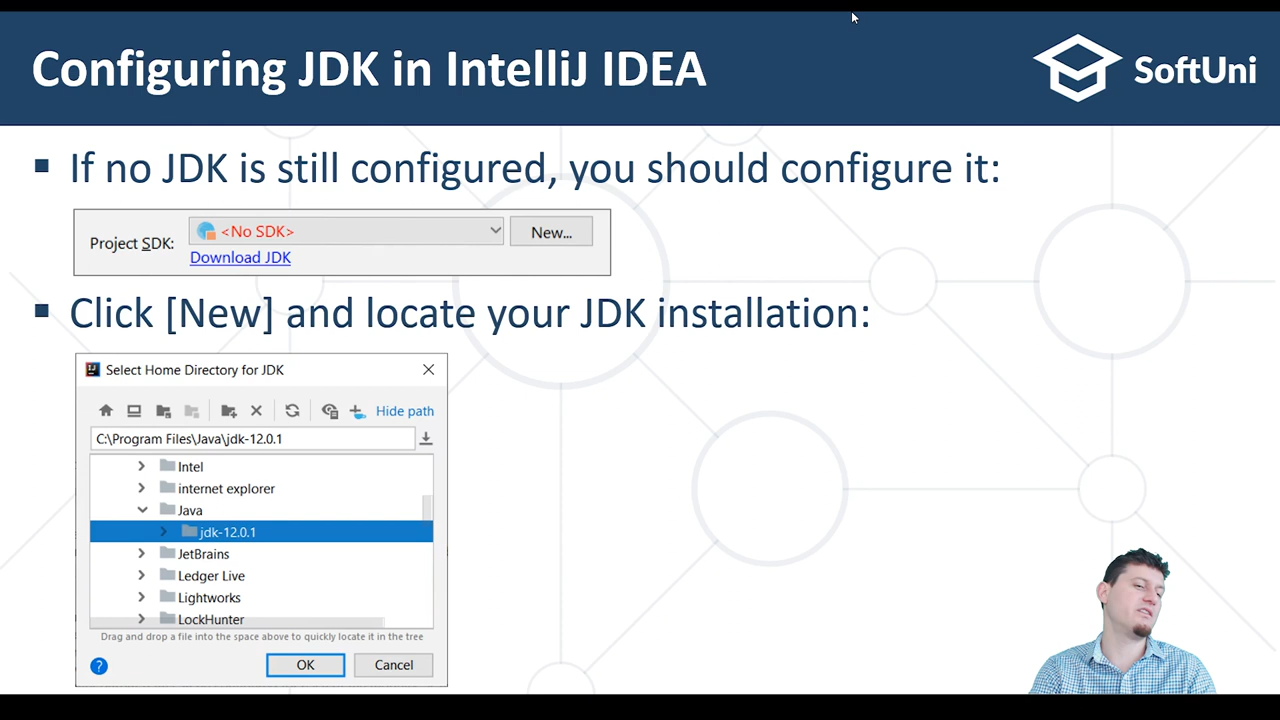 Configuring JDK in IntelliJ IDEA
SoftUni
▪ If no JDK is still configured, you should configure it:
Project SDK: <No SDK> New...
Download JDK
▪ Click [New] and locate your JDK installation:
Select Home Directory for JDK
Hide path
C:\Program Files\Java\jdk-12.0.1
Intel
internet explorer
Java
jdk-12.0.1
JetBrains
Ledger Live
Lightworks
LockHunter
Drag and drop a file into the space above to quickly locate it in the tree
? OK Cancel